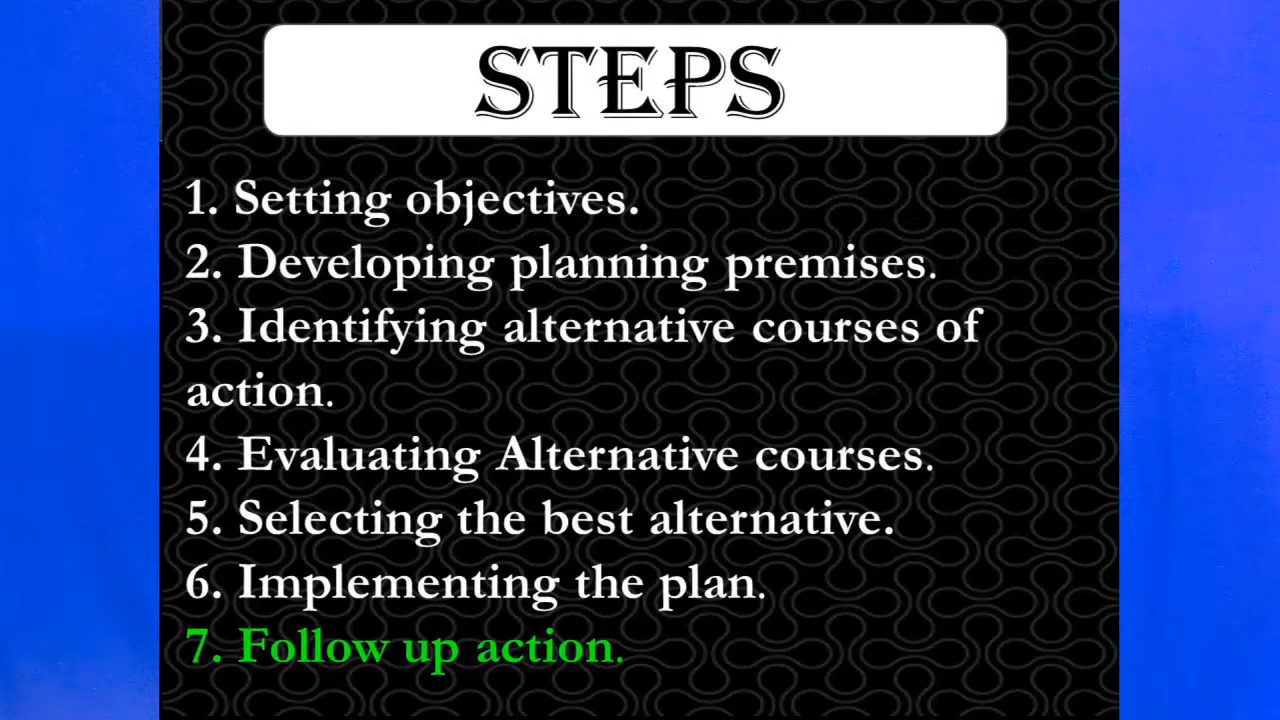 STEPS
1. Setting objectives.
2. Developing planning premises.
3. Identifying alternative courses of
action.
4. Evaluating Alternative courses.
5. Selecting the best alternative.
6. Implementing the plan.
7. Follow up action.